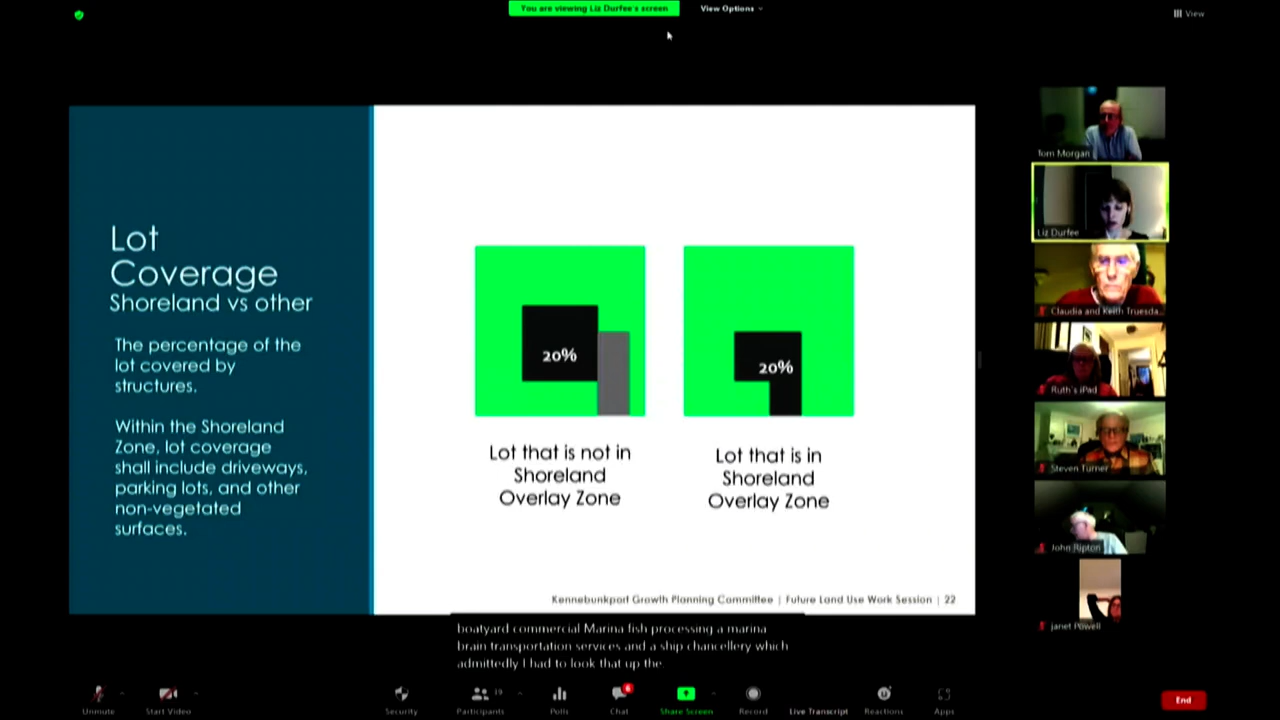 You are viewing Liz Durfee's screen
View Options
View
Lot
Coverage
Shoreland vs other
The percentage of the
lot covered by
structures.
Within the Shoreland
Zone, lot coverage
shall include driveways,
parking lots, and other
non-vegetated
surfaces.
20%
20%
Lot that is not in
Shoreland
Overlay Zone
Lot that is in
Shoreland
Overlay Zone
Kennebunkport Growth Planning Committee | Future Land Use Work Session | 22
Tom Morgan
Liz Durfee
Claudia and Keith Truesda...
Ruth's iPad
Steven Turner
John Ripton
Janet Powell
boatyard commercial Marina fish processing a marina
brain transportation services and a ship chancellery which
admittedly I had to look that up the.
Unmute
Start Video
Security
Participants
19
Polls
Chat
6
Share Screen
Record
Live Transcript
Reactions
Apps
End